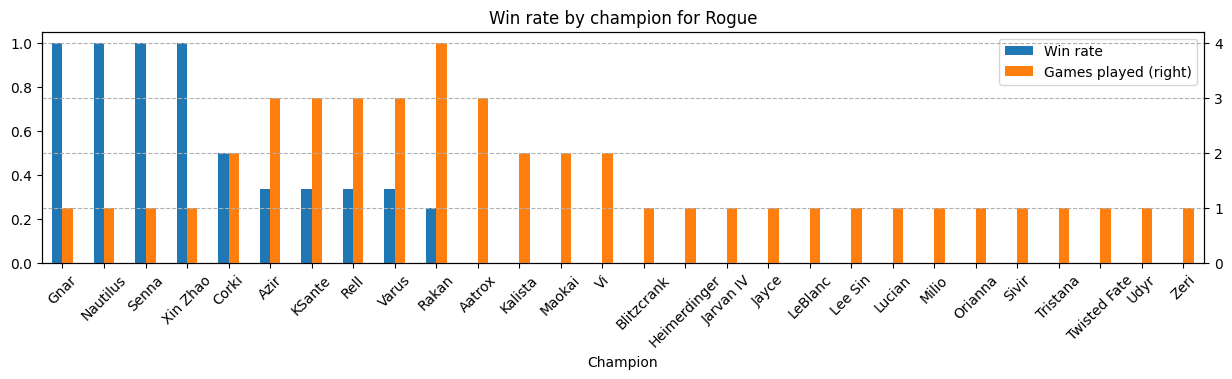 Win rate by champion for Rogue
Win rate
Games played (right)
1.0
0.8
0.6
0.4
0.2
0.0
4
3
2
1
0
Gnar
Nautilus
Senna
Xin Zhao
Corki
Azir
KSante
Rell
Varus
Rakan
Aatrox
Kalista
Maokai
Vi
Blitzcrank
Heimerdinger
Jarvan IV
Jayce
LeBlanc
Lee Sin
Lucian
Milio
Orianna
Sivir
Tristana
Twisted Fate
Udyr
Zeri
Champion